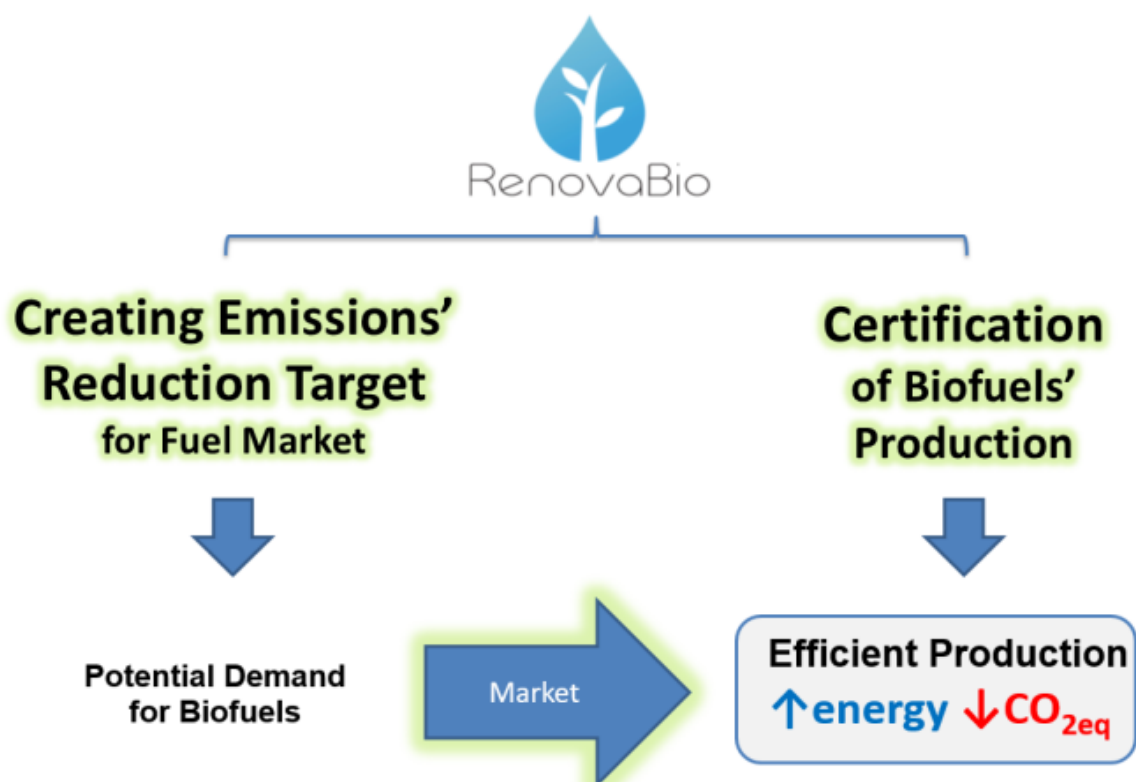 RenovaBio
Creating Emissions’
Reduction Target
for Fuel Market
Certification
of Biofuels’
Production
Potential Demand
for Biofuels
Market
Efficient Production
↑energy ↓CO₂eq